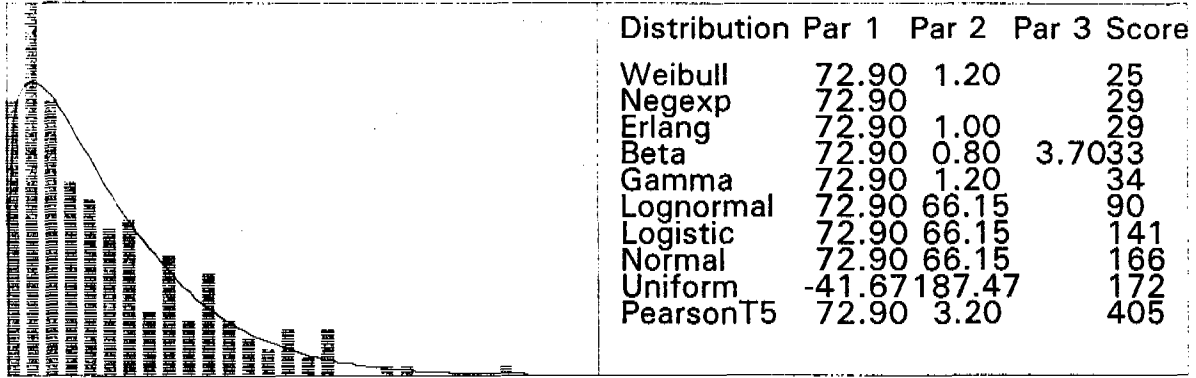 Distribution Par 1 Par 2 Par 3 Score
Weibull 72.90 1.20 25
Negexp 72.90 29
Erlang 72.90 1.00 29
Beta 72.90 0.80 3.7033
Gamma 72.90 1.20 34
Lognormal 72.90 66.15 90
Logistic 72.90 66.15 141
Normal 72.90 66.15 166
Uniform -41.67187.47 172
PearsonT5 72.90 3.20 405